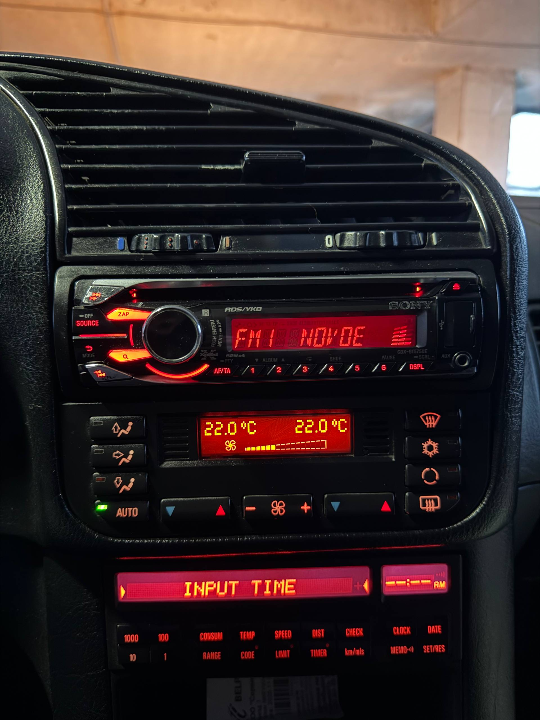 RDS/УКВ
SONY
OFF
SOURCE
ZAP
FM1 NOVOE
AF/TA 1 2 3 4 5 6 DSPL
22.0°C 22.0°C
AUTO
- +
INPUT TIME
--:-- AM
1000 100 CONSUM TEMP SPEED DIST CHECK CLOCK DATE
10 1 RANGE CODE LIMIT TIMER km/mls MEMO SET/RES